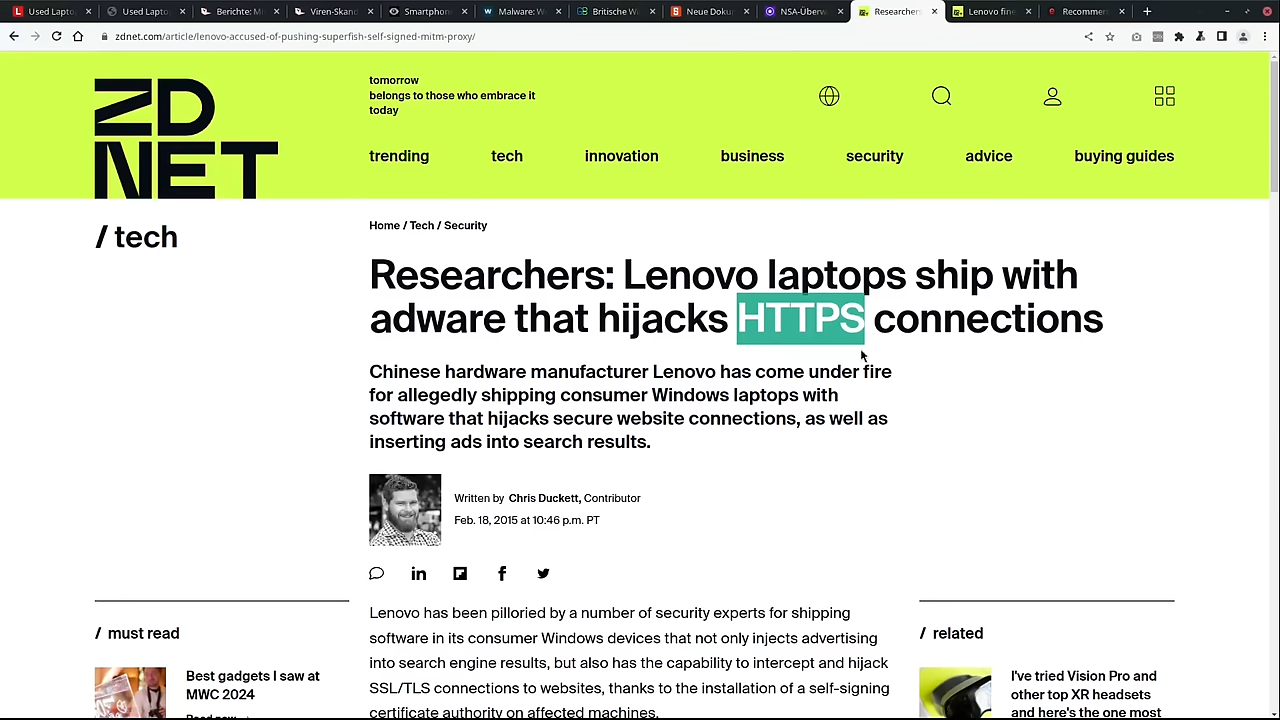 Used Lapto
Used Lapto
Berichte: Mi
Viren-Skand
Smartphone
Malware: W
Britische Wi
Neue Dokum
NSA-Überw
Researchers
Lenovo fine
Recommen
zdnet.com/article/lenovo-accused-of-pushing-superfish-self-signed-mitm-proxy/
ZD
NET
tomorrow
belongs to those who embrace it
today
trending
tech
innovation
business
security
advice
buying guides
/ tech
Home / Tech / Security
Researchers: Lenovo laptops ship with
adware that hijacks HTTPS connections
Chinese hardware manufacturer Lenovo has come under fire
for allegedly shipping consumer Windows laptops with
software that hijacks secure website connections, as well as
inserting ads into search results.
Written by Chris Duckett, Contributor
Feb. 18, 2015 at 10:46 p.m. PT
Lenovo has been pilloried by a number of security experts for shipping
software in its consumer Windows devices that not only injects advertising
into search engine results, but also has the capability to intercept and hijack
SSL/TLS connections to websites, thanks to the installation of a self-signing
certificate authority on affected machines.
/ must read
Best gadgets I saw at
MWC 2024
Read now
/ related
I've tried Vision Pro and
other top XR headsets
and here's the one most